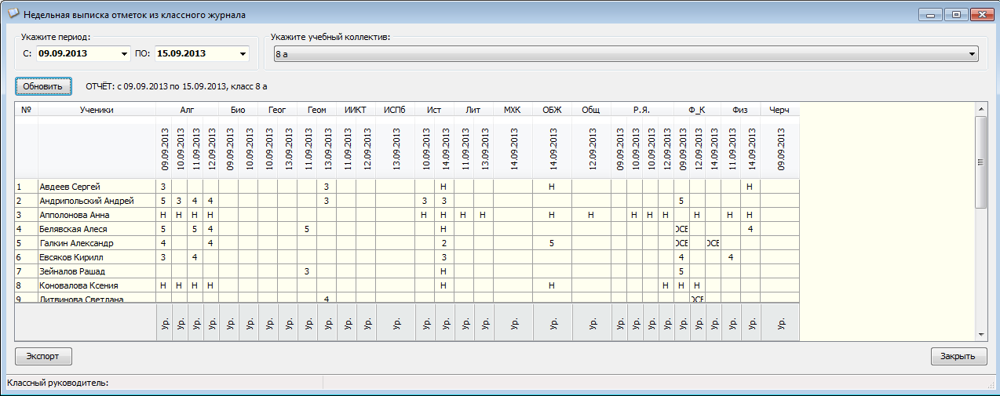 Недельная выписка отметок из классного журнала
Укажите период:
С: 09.09.2013 ПО: 15.09.2013
Укажите учебный коллектив:
8 а
Обновить ОТЧЁТ: с 09.09.2013 по 15.09.2013, класс 8 а
№ Ученики Алг Био Геог Геом ИИКТ ИСПб Ист Лит МХК ОБЖ Общ Р.Я. Ф_К Физ Черч
09.09.2013 10.09.2013 11.09.2013 12.09.2013 09.09.2013 10.09.2013 10.09.2013 13.09.2013 11.09.2013 13.09.2013 11.09.2013 12.09.2013 13.09.2013 10.09.2013 14.09.2013 11.09.2013 13.09.2013 14.09.2013 14.09.2013 12.09.2013 09.09.2013 10.09.2013 10.09.2013 12.09.2013 09.09.2013 12.09.2013 14.09.2013 11.09.2013 14.09.2013 09.09.2013
1 Авдеев Сергей 3 3 Н Н Н
2 Андрипольский Андрей 5 3 4 4 3 3 3 5
3 Апполонова Анна Н Н Н Н Н Н Н Н Н Н Н Н Н Н Н Н
4 Белявская Алеся 5 5 4 5 Н ОСЕ 4
5 Галкин Александр 4 4 2 5 ОСЕ ОСЕ
6 Евсяков Кирилл 3 4 3 4 4
7 Зейналов Рашад 3 Н 5
8 Коновалова Ксения Н Н Н Н Н Н Н Н Н
9 Литвинова Светлана 4 ОСЕ
Ур. Ур. Ур. Ур. Ур. Ур. Ур. Ур. Ур. Ур. Ур. Ур. Ур. Ур. Ур. Ур. Ур. Ур. Ур. Ур. Ур. Ур. Ур. Ур. Ур. Ур. Ур. Ур. Ур. Ур.
Экспорт Закрыть
Классный руководитель: